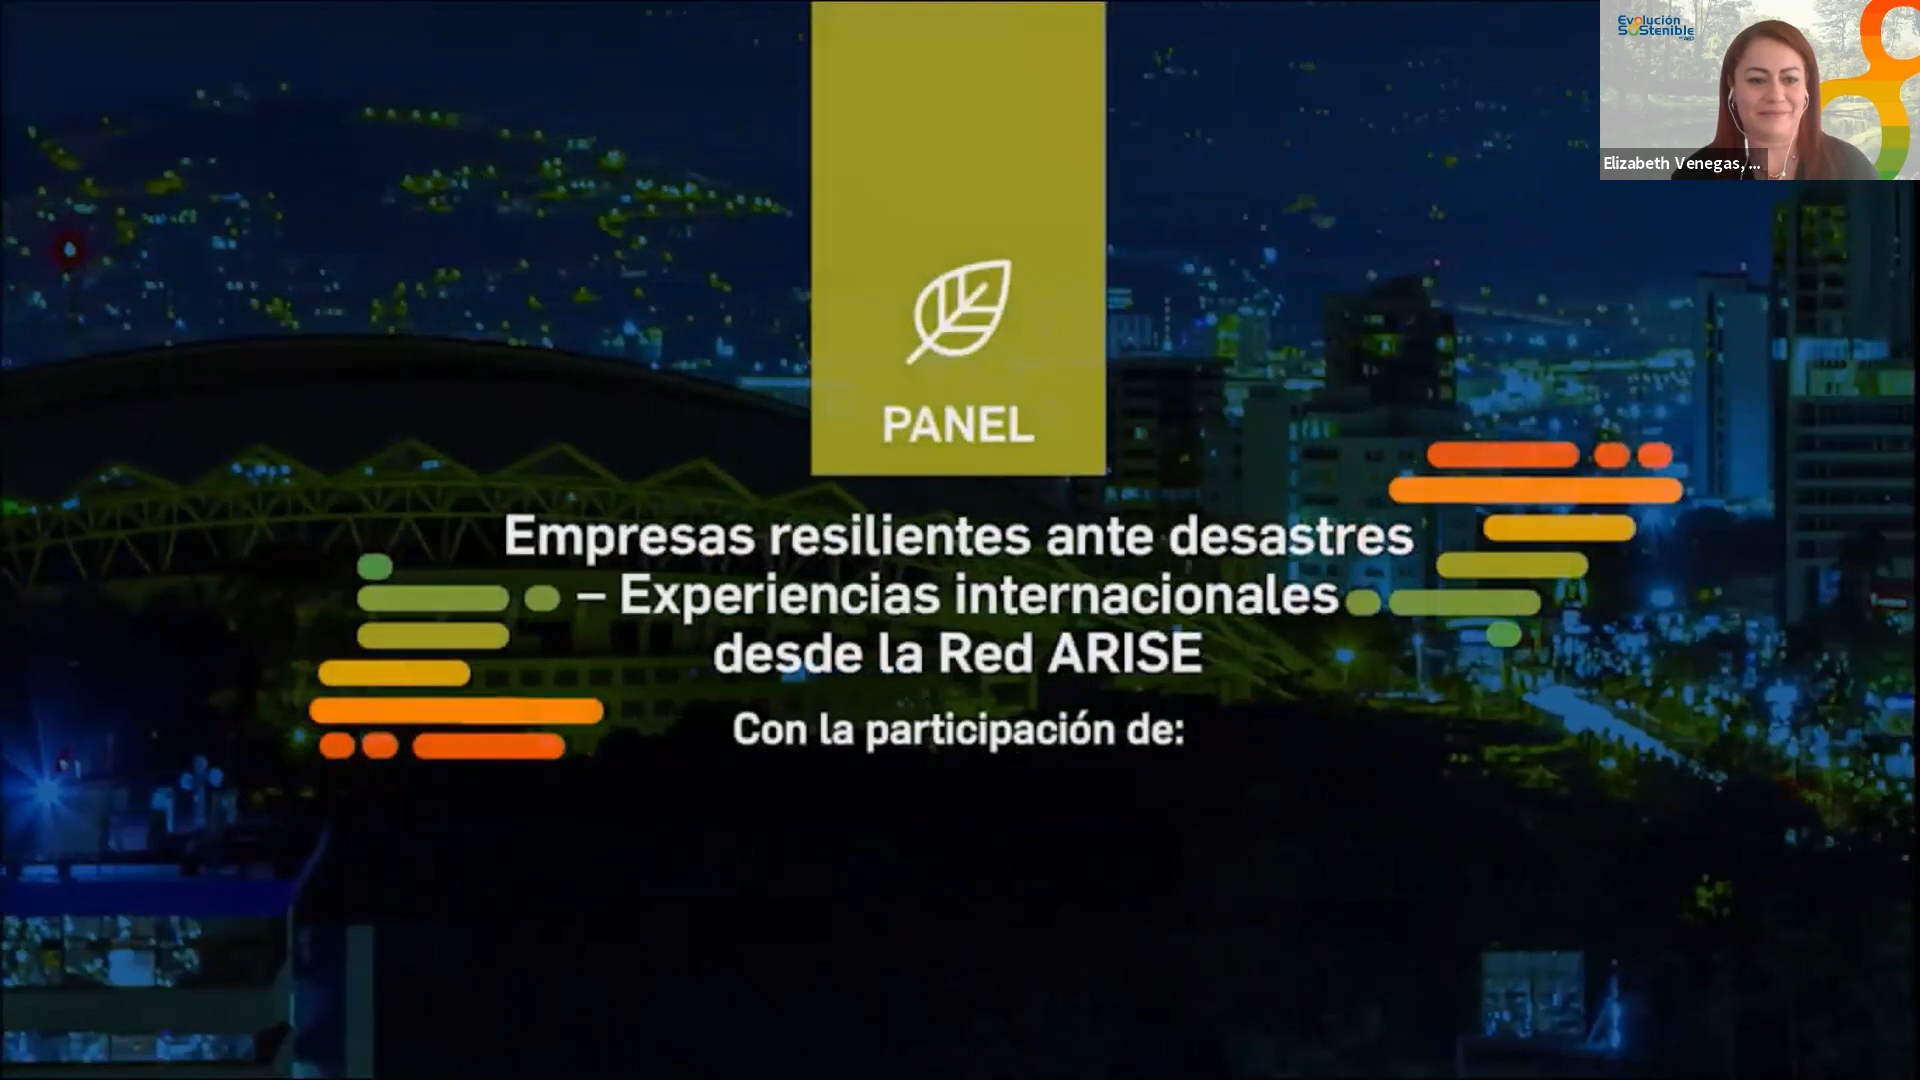 Evolución
SoStenible
Elizabeth Venegas, ...
PANEL
Empresas resilientes ante desastres
– Experiencias internacionales
desde la Red ARISE
Con la participación de: